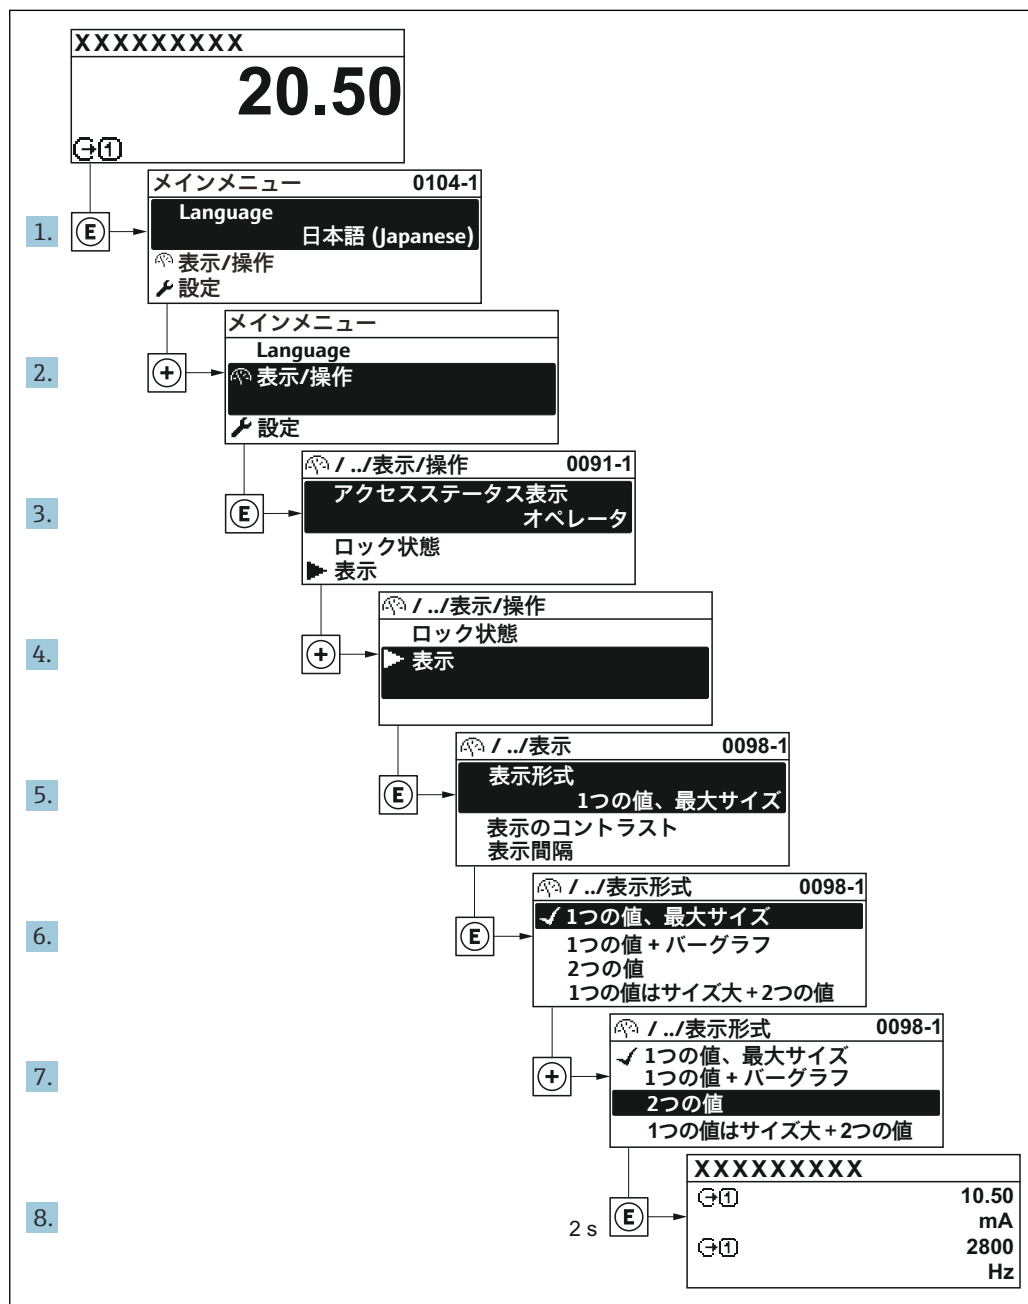 XXXXXXXXX
20.50
1
メインメニュー 0104-1
Language
日本語 (Japanese)
表示/操作
設定
1.
E
メインメニュー
Language
表示/操作
設定
2.
+
/ ../表示/操作 0091-1
アクセスステータス表示
オペレータ
ロック状態
表示
3.
E
/ ../表示/操作
ロック状態
表示
4.
+
/ ../表示 0098-1
表示形式
1つの値、最大サイズ
表示のコントラスト
表示間隔
5.
E
/ ../表示形式 0098-1
1つの値、最大サイズ
1つの値 + バーグラフ
2つの値
1つの値はサイズ大 + 2つの値
6.
E
/ ../表示形式 0098-1
1つの値、最大サイズ
1つの値 + バーグラフ
2つの値
1つの値はサイズ大 + 2つの値
7.
+
XXXXXXXXX
1 10.50
mA
1 2800
Hz
8.
2 s
E